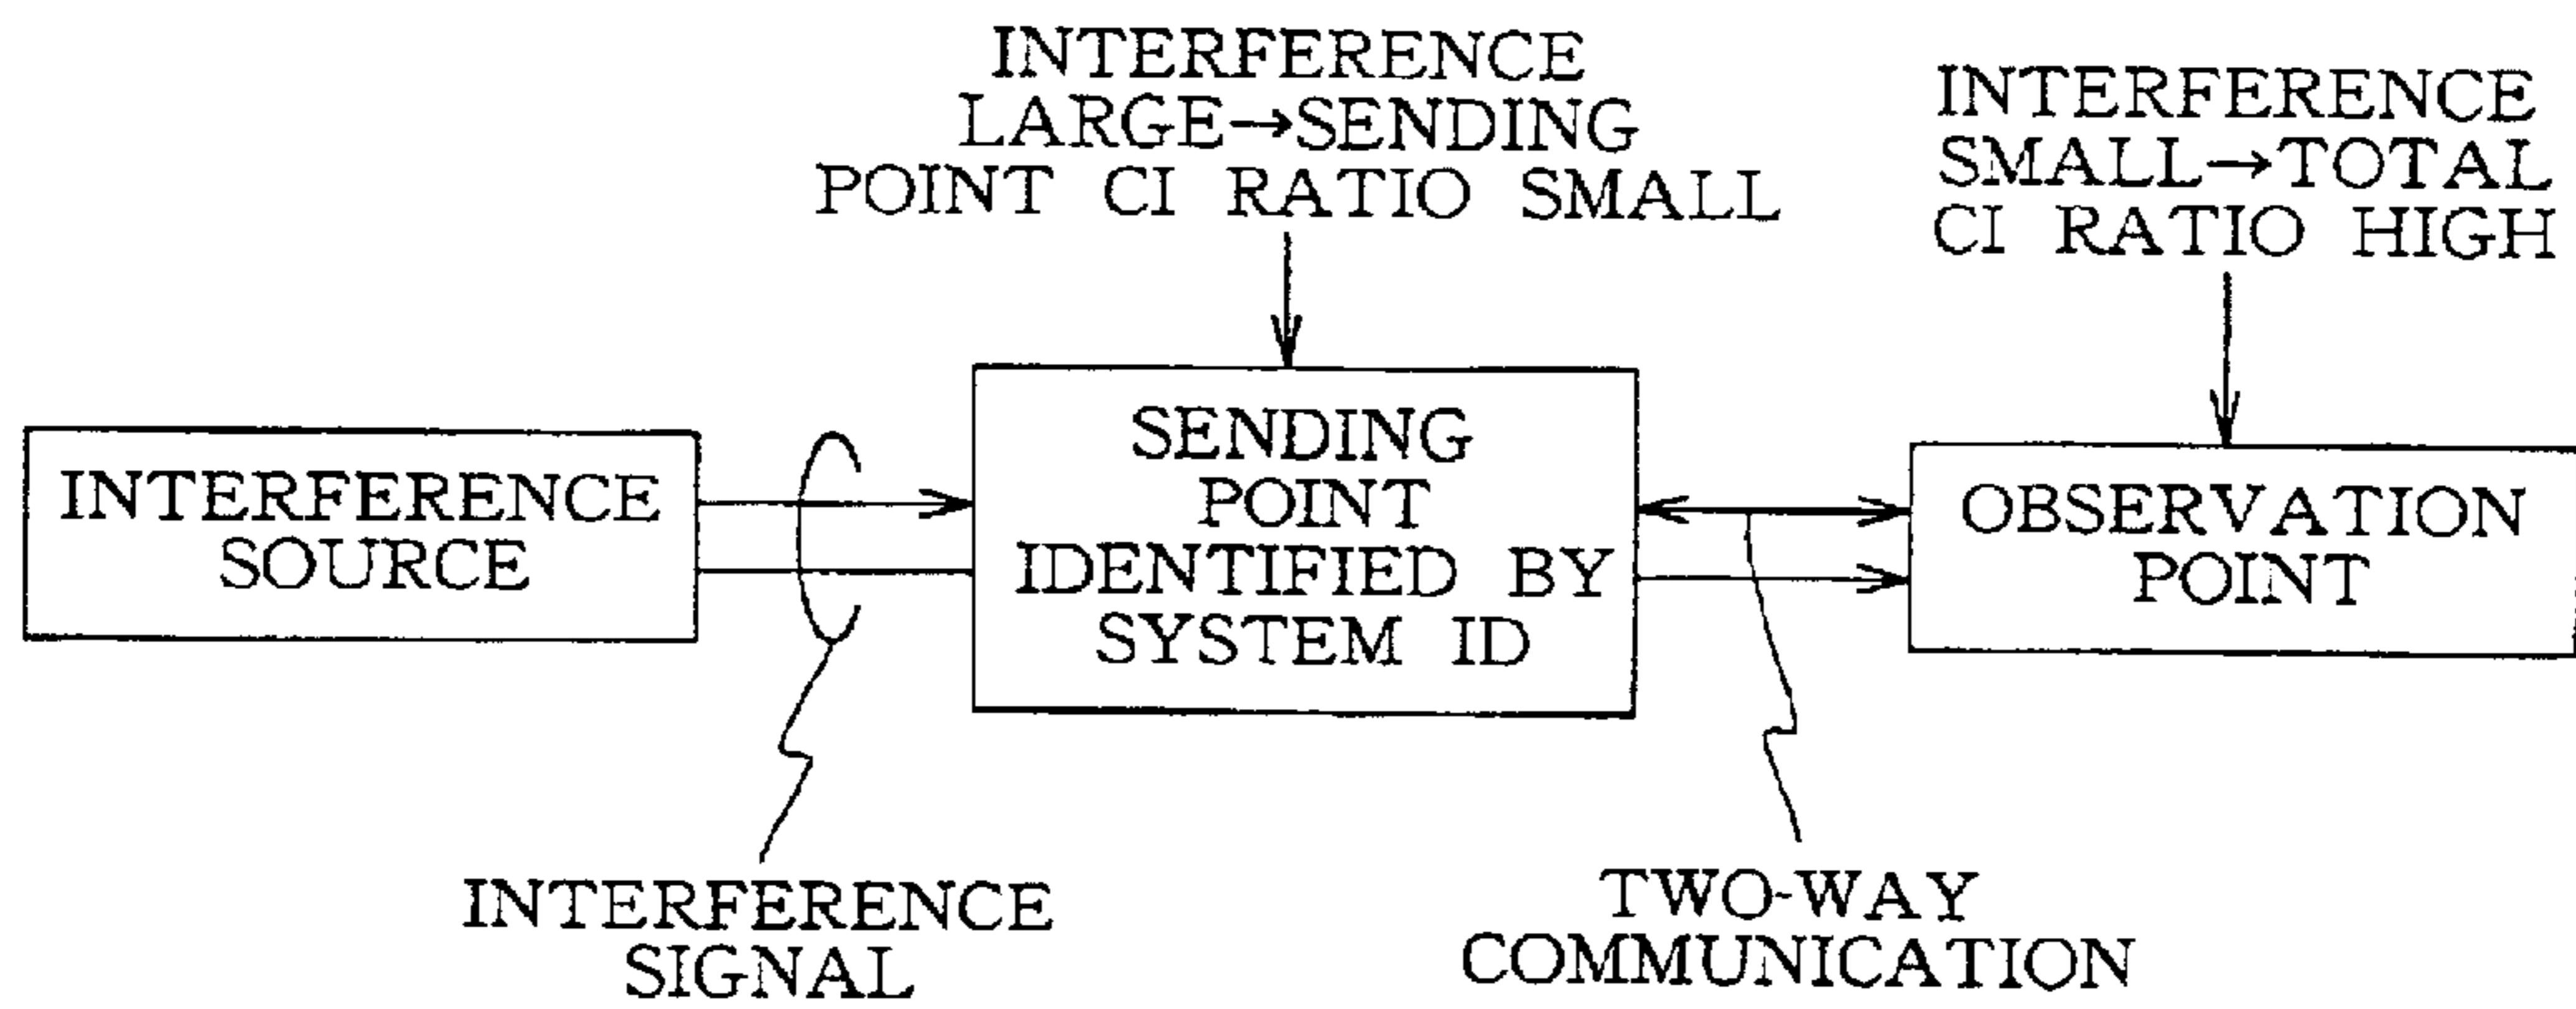 INTERFERENCE
LARGE→SENDING
POINT CI RATIO SMALL
INTERFERENCE
SMALL→TOTAL
CI RATIO HIGH
INTERFERENCE
SOURCE
SENDING
POINT
IDENTIFIED BY
SYSTEM ID
OBSERVATION
POINT
INTERFERENCE
SIGNAL
TWO-WAY
COMMUNICATION